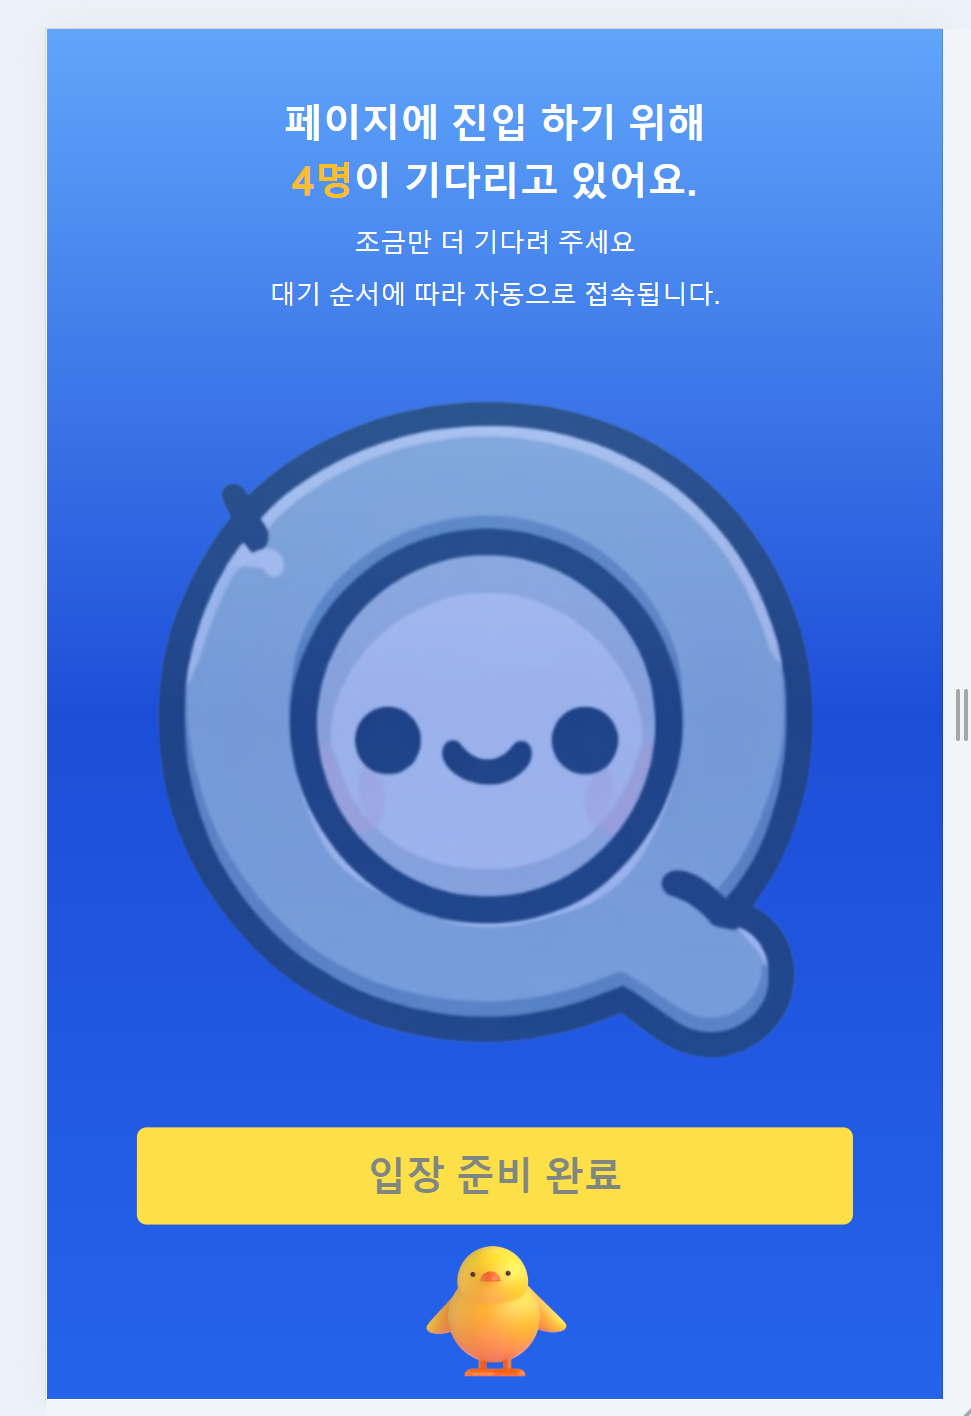 페이지에 진입 하기 위해
4명이 기다리고 있어요.
조금만 더 기다려 주세요
대기 순서에 따라 자동으로 접속됩니다.
입장 준비 완료